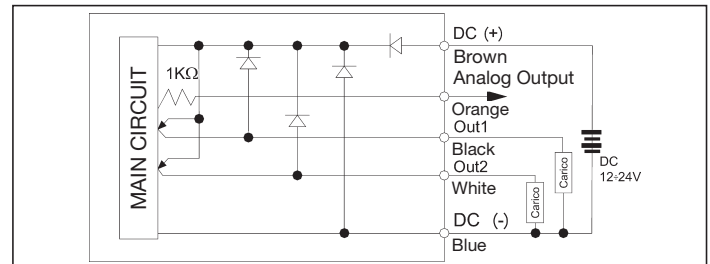 DC (+)
Brown
Analog Output
1KΩ
Orange
Out1
Black
Out2
White
DC (-)
Blue
MAIN CIRCUIT
Carico
Carico
DC
12÷24V